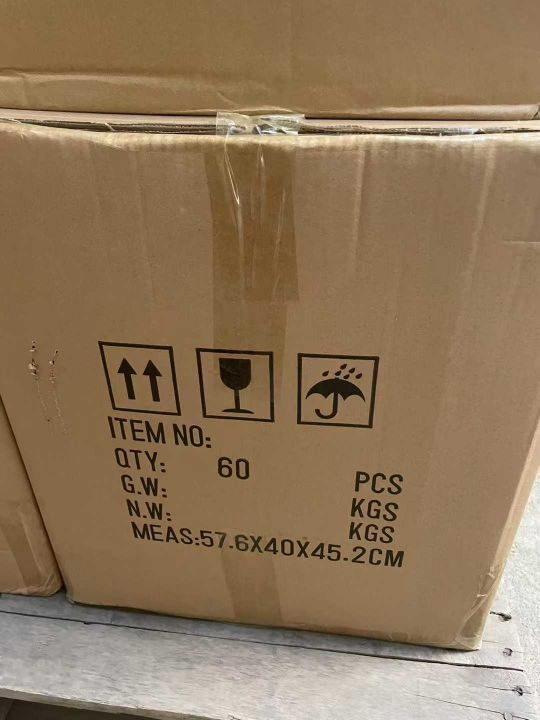 ITEM NO:
QTY: 60 PCS
G.W: KGS
N.W: KGS
MEAS:57.6X40X45.2CM